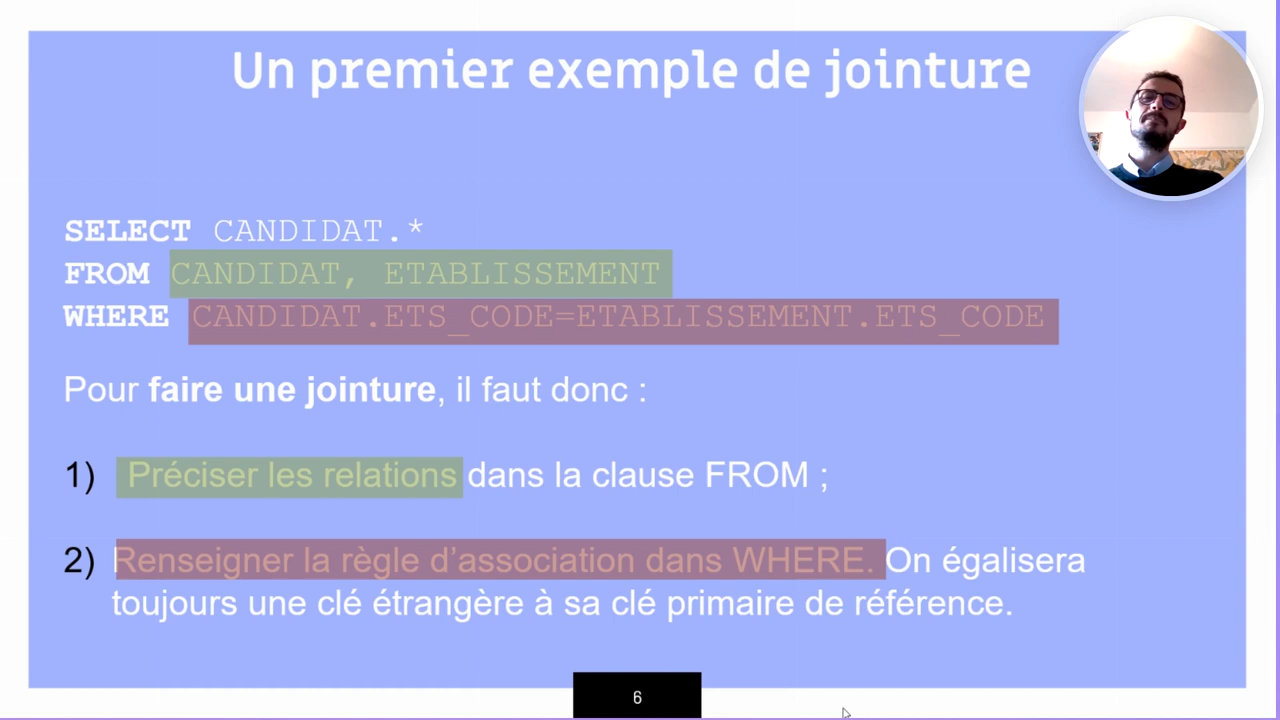 Un premier exemple de jointure
SELECT CANDIDAT.*
FROM CANDIDAT, ETABLISSEMENT
WHERE CANDIDAT.ETS_CODE=ETABLISSEMENT.ETS_CODE
Pour faire une jointure, il faut donc :
1) Préciser les relations dans la clause FROM ;
2) Renseigner la règle d’association dans WHERE. On égalisera
toujours une clé étrangère à sa clé primaire de référence.
6